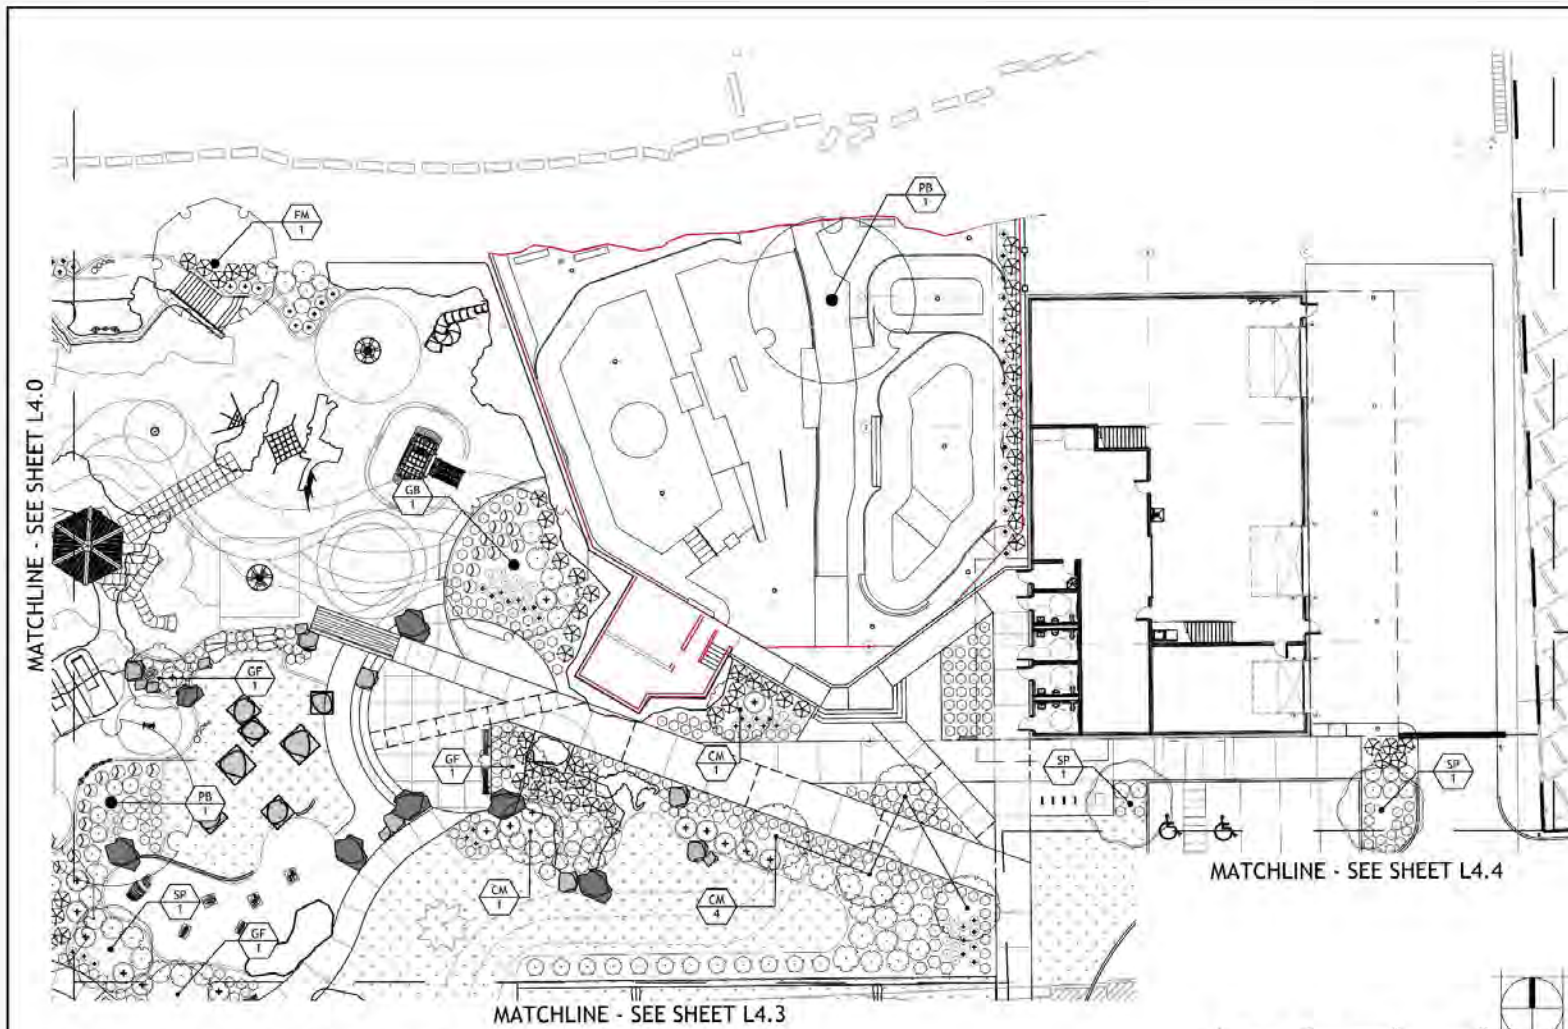 PB
1
FM
1
MATCHLINE - SEE SHEET L4.0
GB
1
GF
1
GF
1
CM
1
SP
1
SP
1
PB
1
MATCHLINE - SEE SHEET L4.4
CM
1
CM
4
SP
1
GF
1
MATCHLINE - SEE SHEET L4.3